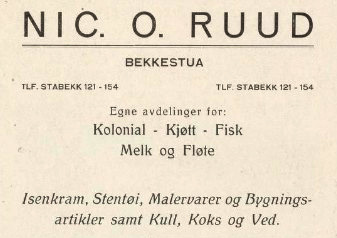 NIC. O. RUUD
BEKKESTUA
TLF. STABEKK 121 - 154 TLF. STABEKK 121 - 154
Egne avdelinger for:
Kolonial - Kjøtt - Fisk
Melk og Fløte
Isenkram, Stentøi, Malervarer og Bygnings-
artikler samt Kull, Koks og Ved.